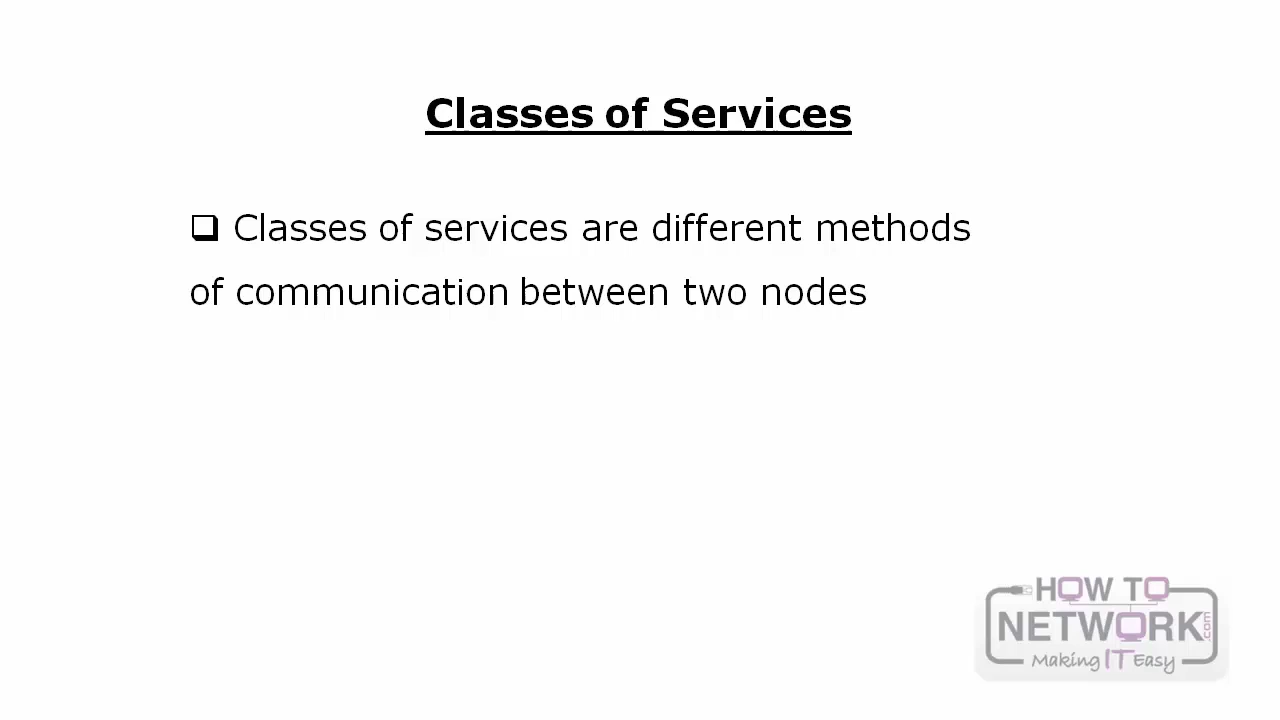 Classes of Services
❑ Classes of services are different methods
of communication between two nodes
HOW TO
NETWORK.com
Making IT Easy